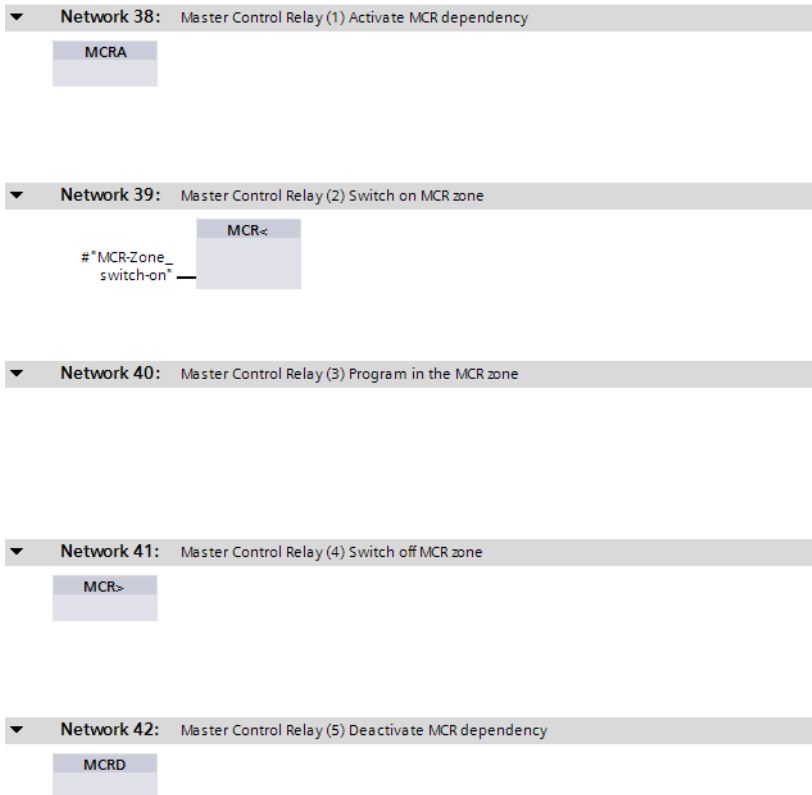 Network 38: Master Control Relay (1) Activate MCR dependency
MCRA
Network 39: Master Control Relay (2) Switch on MCR zone
MCR<
#"MCR-Zone_
switch-on"
Network 40: Master Control Relay (3) Program in the MCR zone
Network 41: Master Control Relay (4) Switch off MCR zone
MCR>
Network 42: Master Control Relay (5) Deactivate MCR dependency
MCRD